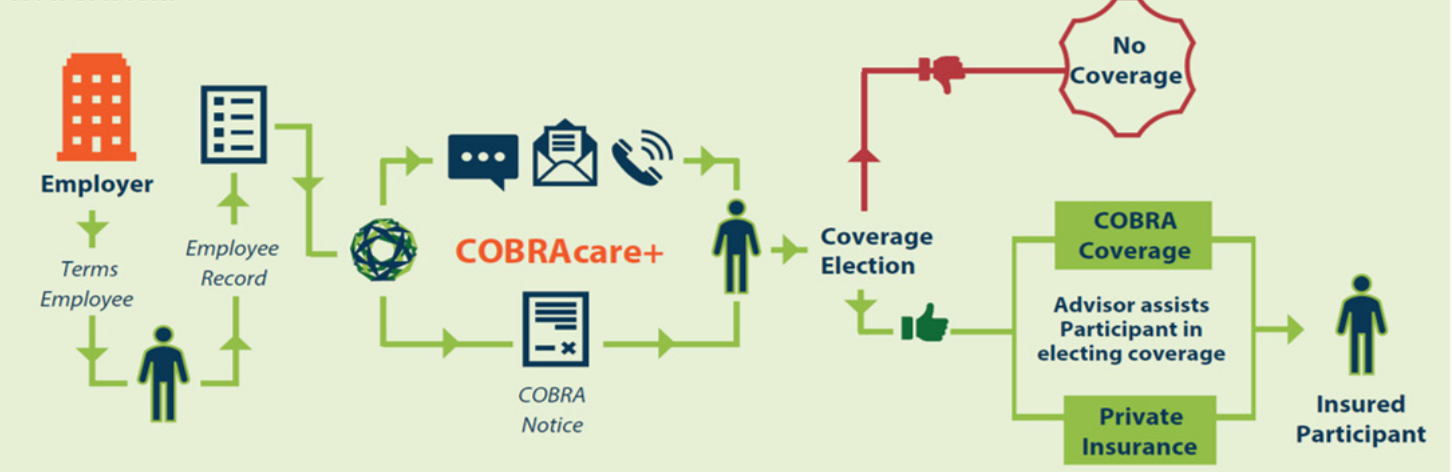 Employer
Terms
Employee
Employee
Record
COBRAcare+
COBRA
Notice
Coverage
Election
No
Coverage
COBRA
Coverage
Advisor assists
Participant in
electing coverage
Private
Insurance
Insured
Participant